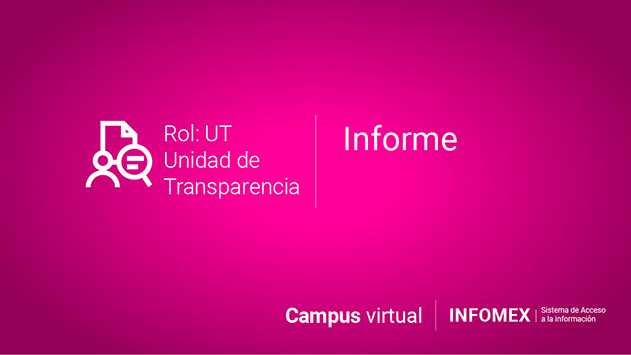 Rol: UT
Unidad de
Transparencia
Informe
Campus virtual
INFOMEX
Sistema de Acceso
a la información